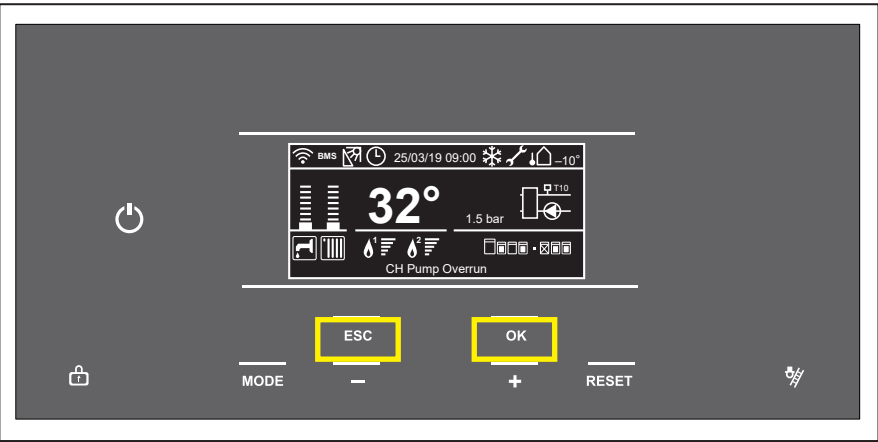 BMS 25/03/19 09:00 –10°
T10
32°
1.5 bar
1 2
CH Pump Overrun
ESC OK
MODE – + RESET